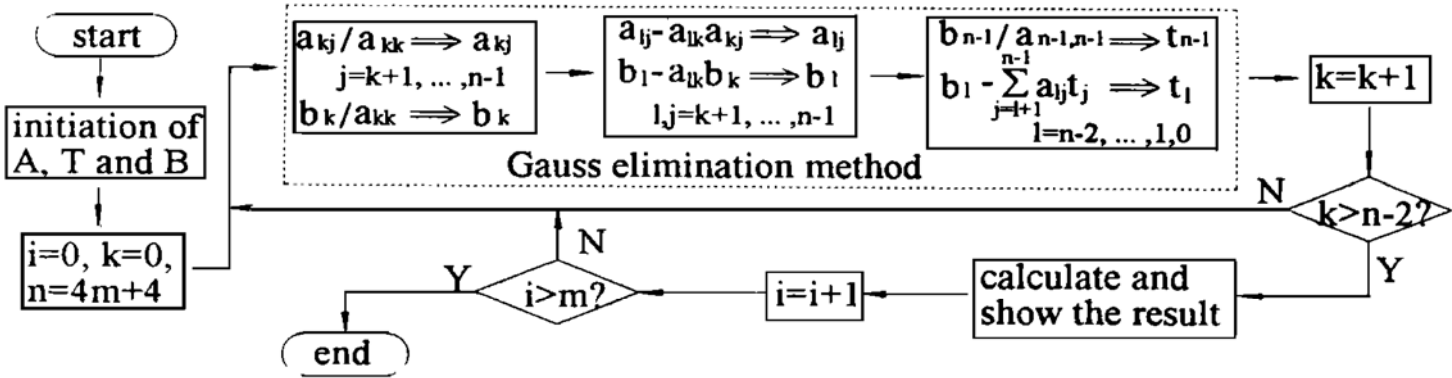 start
initiation of
A, T and B
i=0, k=0,
n=4m+4
a_kj/a_kk ⟹ a_kj
j=k+1, ... ,n-1
b_k/a_kk ⟹ b_k
a_lj-a_lk a_kj ⟹ a_lj
b_l-a_lk b_k ⟹ b_l
l,j=k+1, ... ,n-1
b_n-1/a_n-1,n-1 ⟹ t_n-1
b_l - ∑_{j=l+1}^{n-1} a_lj t_j ⟹ t_l
l=n-2, ... ,1,0
Gauss elimination method
k=k+1
k>n-2?
N
Y
calculate and
show the result
i=i+1
i>m?
N
Y
end